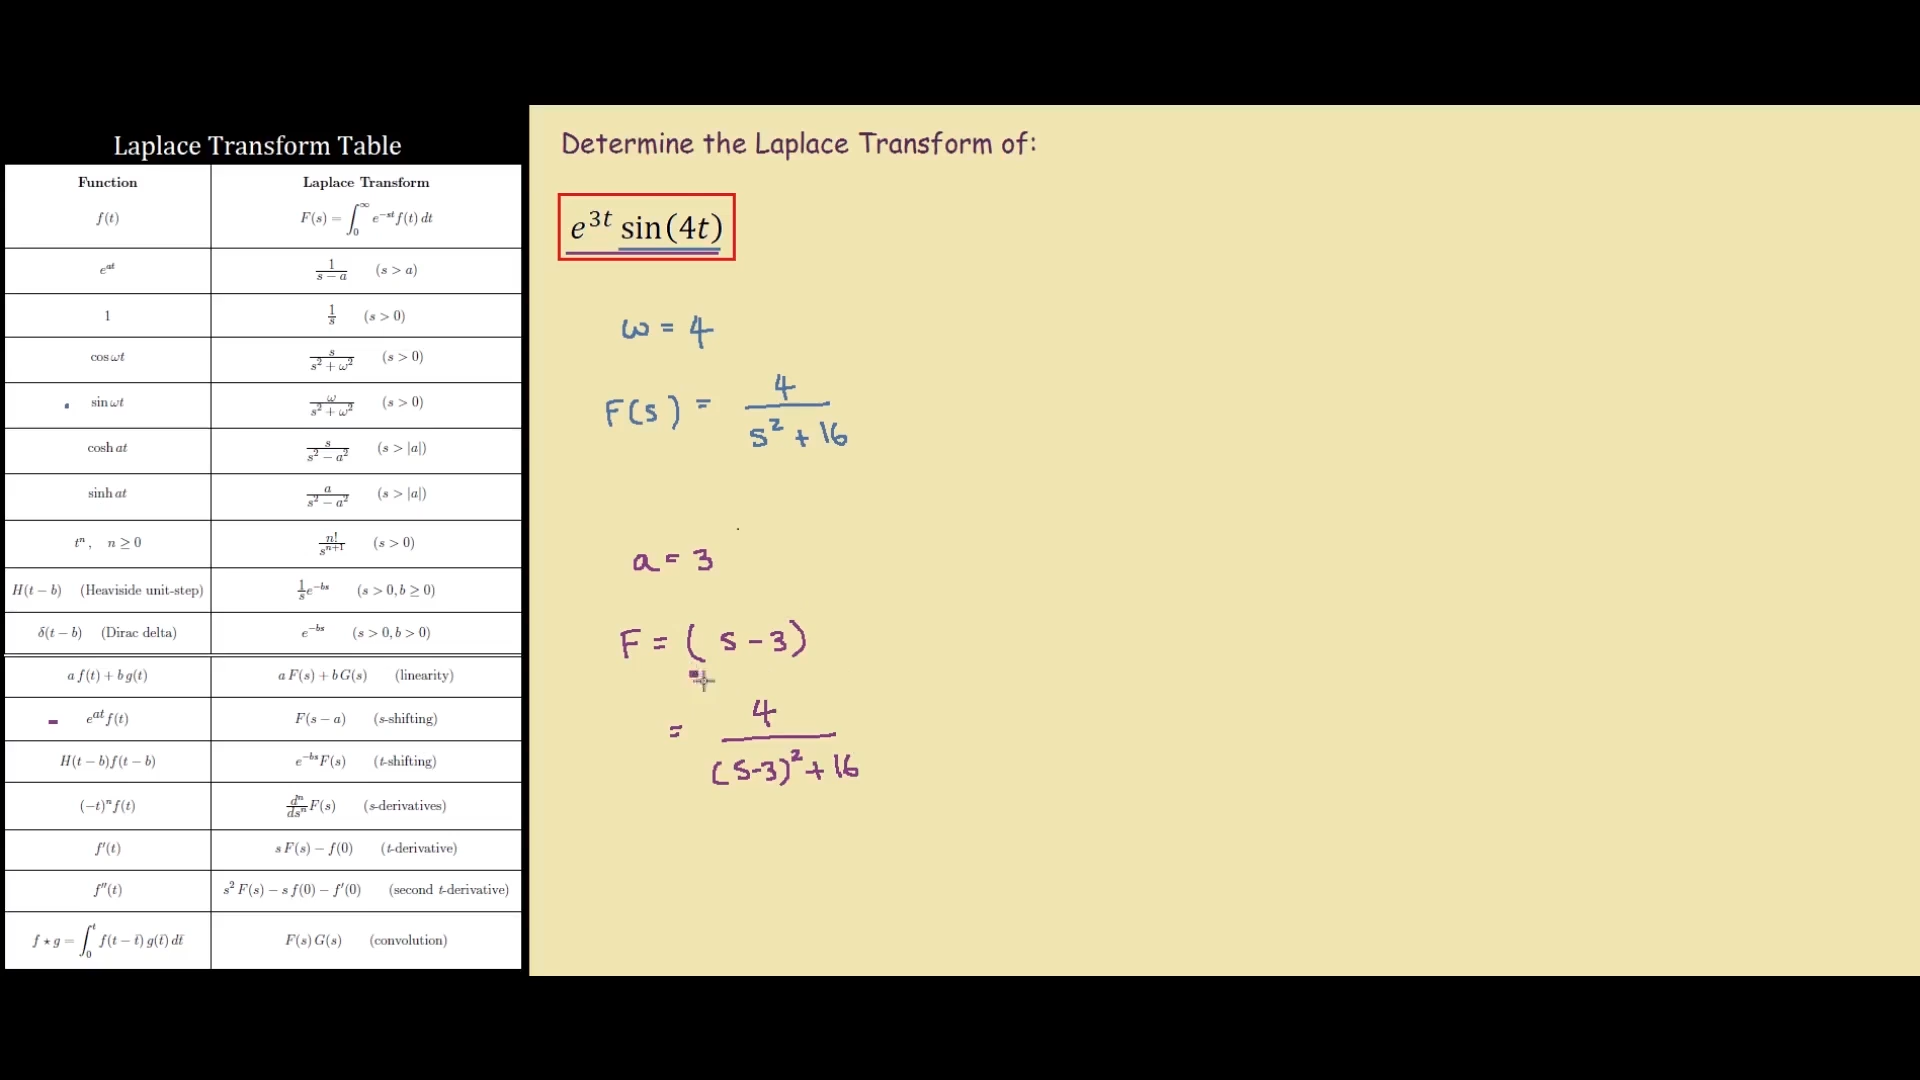 Laplace Transform Table
Function Laplace Transform
f(t) F(s) = ∫₀^∞ e^{-st} f(t) dt
e^{at} 1/(s − a) (s > a)
1 1/s (s > 0)
cos ωt s/(s² + ω²) (s > 0)
sin ωt ω/(s² + ω²) (s > 0)
cosh at s/(s² − a²) (s > |a|)
sinh at a/(s² − a²) (s > |a|)
tⁿ, n ≥ 0 n!/s^{n+1} (s > 0)
H(t − b) (Heaviside unit-step) 1/s e^{−bs} (s > 0, b ≥ 0)
δ(t − b) (Dirac delta) e^{−bs} (s > 0, b > 0)
a f(t) + b g(t) a F(s) + b G(s) (linearity)
e^{at} f(t) F(s − a) (s-shifting)
H(t − b)f(t − b) e^{−bs}F(s) (t-shifting)
(−t)ⁿ f(t) dⁿ/dsⁿ F(s) (s-derivatives)
f′(t) s F(s) − f(0) (t-derivative)
f″(t) s² F(s) − s f(0) − f′(0) (second t-derivative)
f ⋆ g = ∫₀^t f(t − t̄) g(t̄) dt̄ F(s) G(s) (convolution)
Determine the Laplace Transform of:
e^{3t} sin(4t)
ω = 4
F(s) = 4/(s² + 16)
a = 3
F = (s − 3)
= 4/((s−3)² + 16)